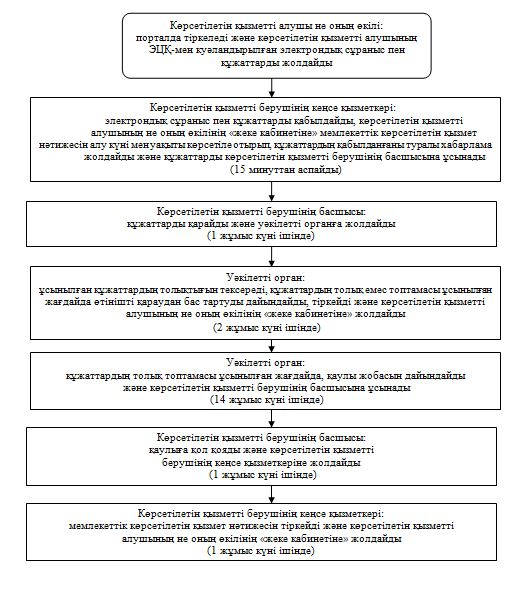 Көрсетілетін қызметті алушы не оның өкілі:
порталда тіркеледі және көрсетілетін қызметті алушының
ЭЦҚ-мен куәландырылған электрондық сұраныс пен
құжаттарды жолдайды
Көрсетілетін қызметті берушінің кеңсе қызметкері:
электрондық сұраныс пен құжаттарды қабылдайды, көрсетілетін қызметті
алушының не оның өкілінің «жеке кабинетіне» мемлекеттік көрсетілетін қызмет
нәтижесін алу күні мен уақыты көрсетіле отырып, құжаттардың қабылданғаны туралы хабарлама
жолдайды және құжаттарды көрсетілетін қызметті берушінің басшысына ұсынады
(15 минуттан аспайды)
Көрсетілетін қызметті берушінің басшысы:
құжаттарды қарайды және уәкілетті органға жолдайды
(1 жұмыс күні ішінде)
Уәкілетті орган:
ұсынылған құжаттардың толықтығын тексереді, құжаттардың толық емес топтамасы ұсынылған
жағдайда өтінішті қараудан бас тартуды дайындайды, тіркейді және көрсетілетін қызметті
алушының не оның өкілінің «жеке кабинетіне» жолдайды
(2 жұмыс күні ішінде)
Уәкілетті орган:
құжаттардың толық топтамасы ұсынылған жағдайда, қаулы жобасын дайындайды
және көрсетілетін қызметті берушінің басшысына ұсынады
(14 жұмыс күні ішінде)
Көрсетілетін қызметті берушінің басшысы:
қаулыға қол қояды және көрсетілетін қызметті
берушінің кеңсе қызметкеріне жолдайды
(1 жұмыс күні ішінде)
Көрсетілетін қызметті берушінің кеңсе қызметкері:
мемлекеттік көрсетілетін қызмет нәтижесін тіркейді және көрсетілетін қызметті
алушының не оның өкілінің «жеке кабинетіне» жолдайды
(1 жұмыс күні ішінде)